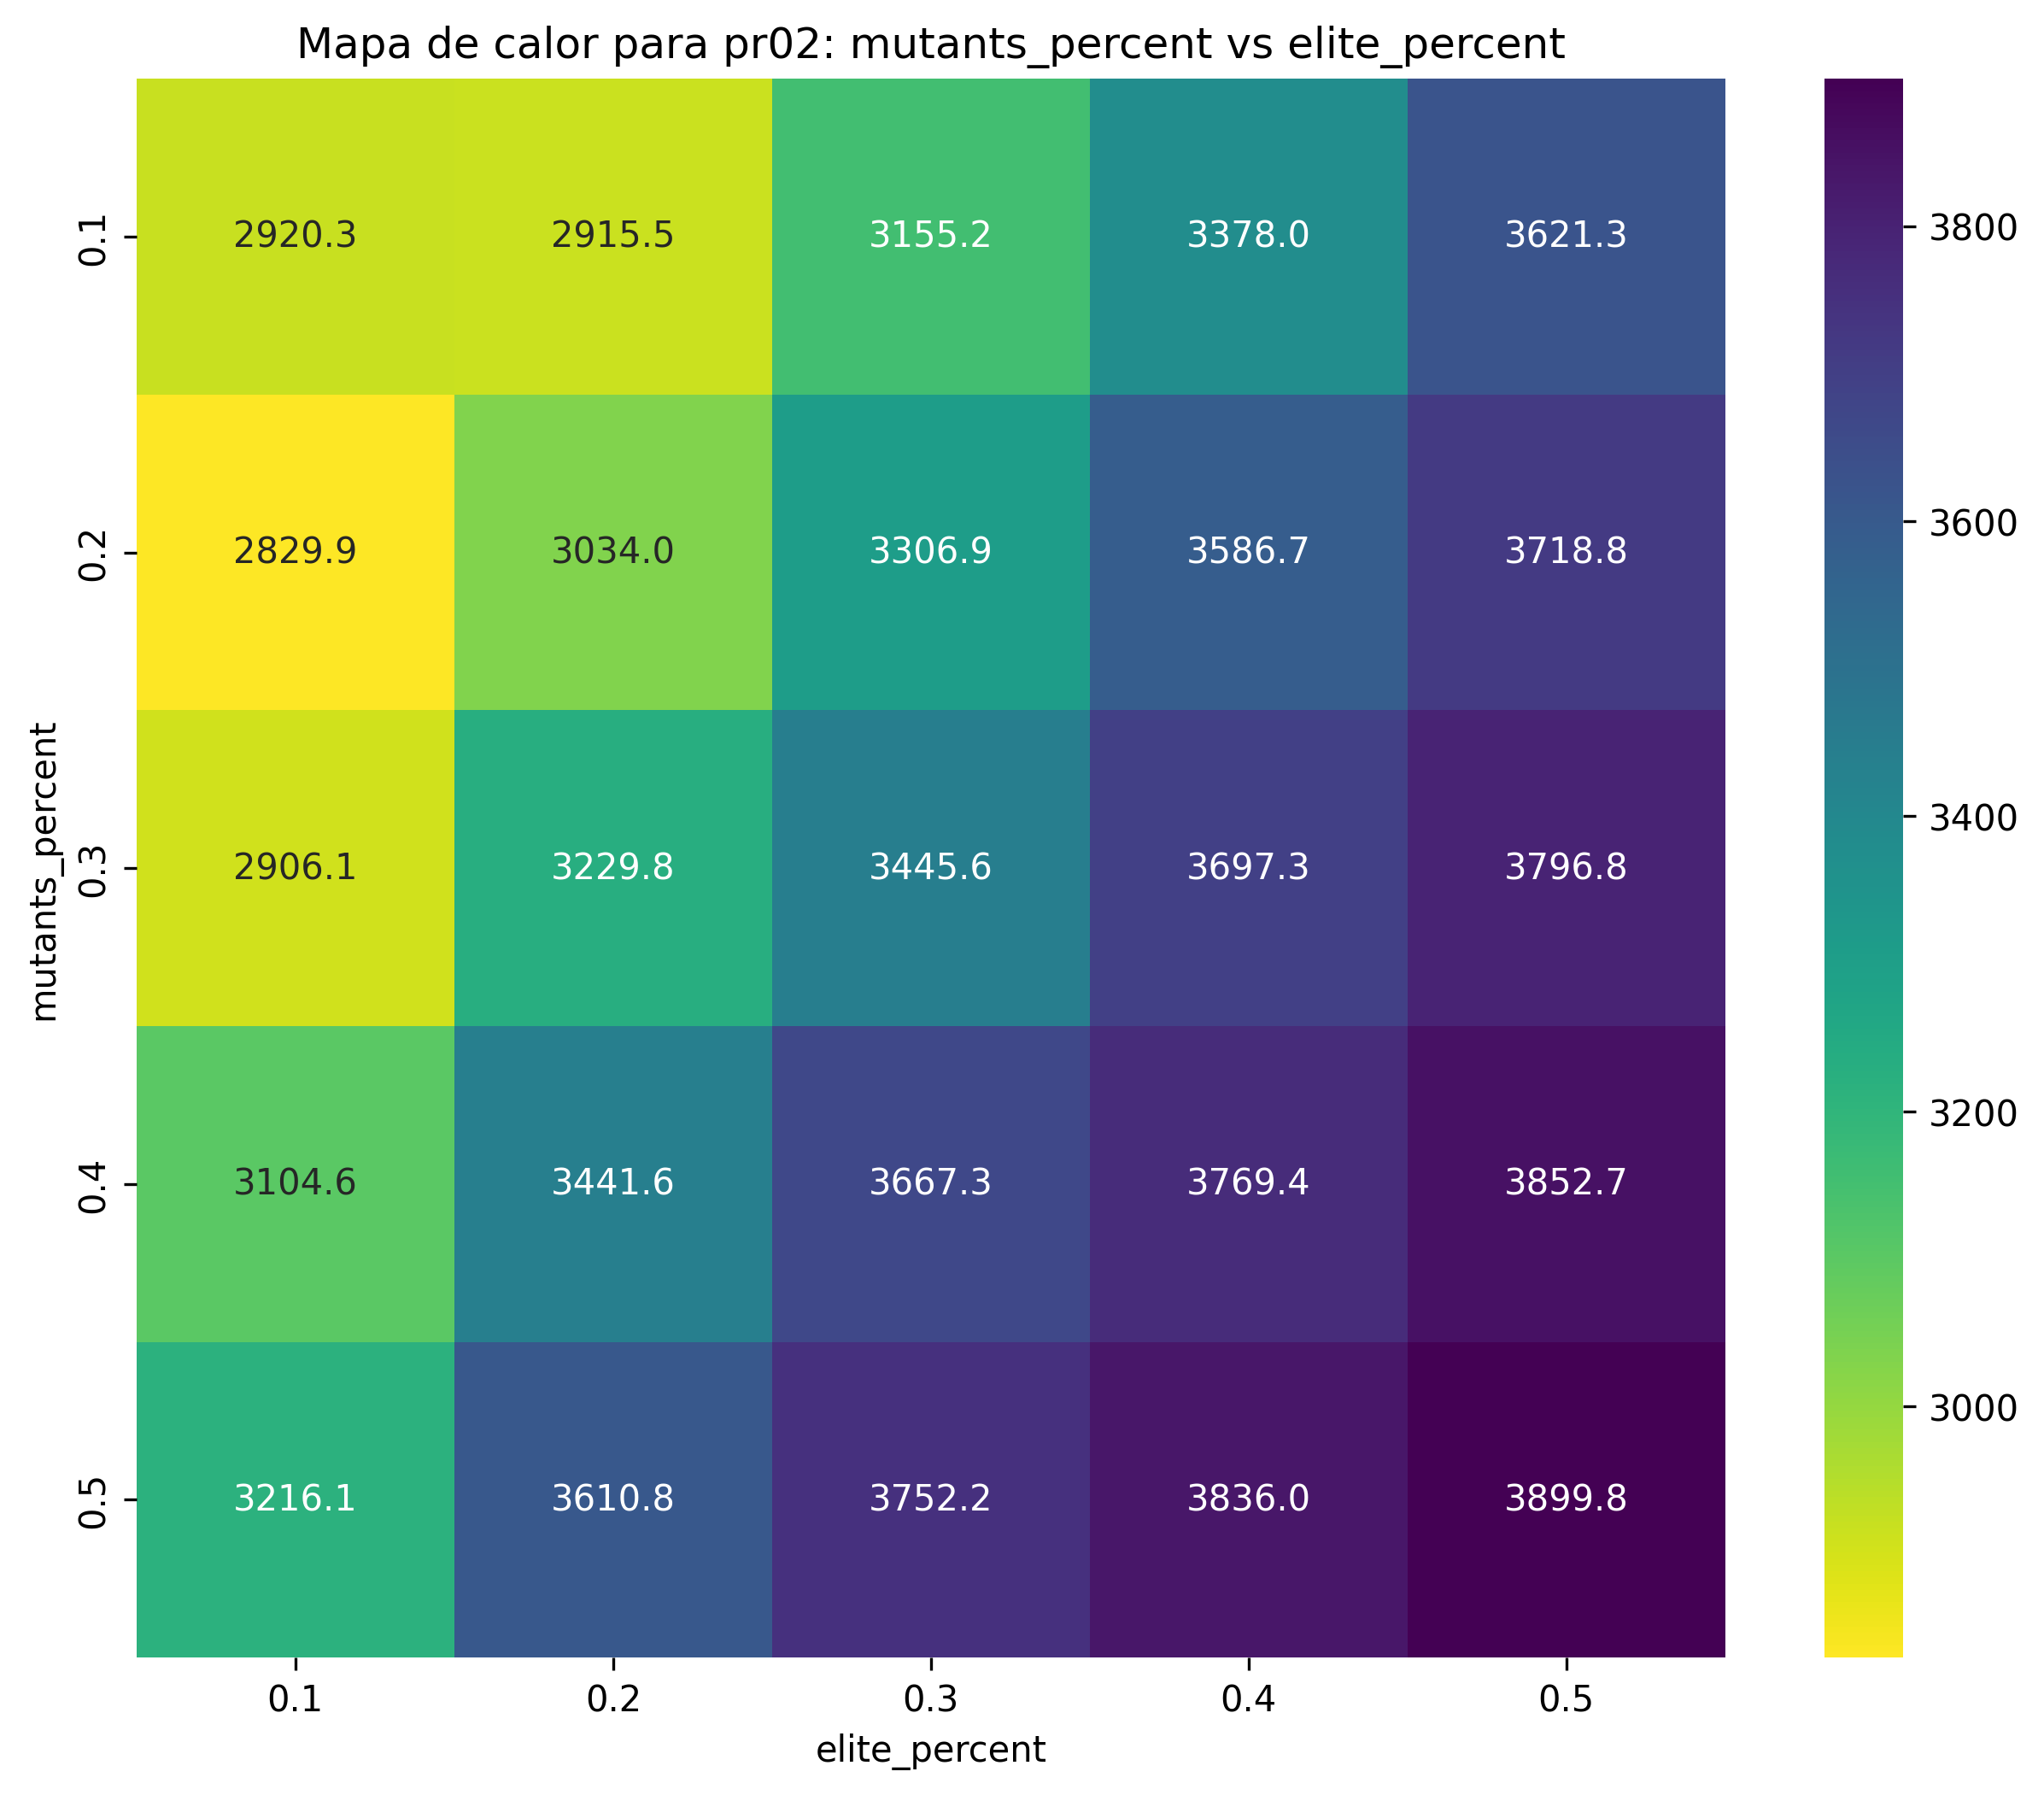 Mapa de calor para pr02: mutants_percent vs elite_percent
mutants_percent
0.1 2920.3 2915.5 3155.2 3378.0 3621.3
0.2 2829.9 3034.0 3306.9 3586.7 3718.8
0.3 2906.1 3229.8 3445.6 3697.3 3796.8
0.4 3104.6 3441.6 3667.3 3769.4 3852.7
0.5 3216.1 3610.8 3752.2 3836.0 3899.8
0.1 0.2 0.3 0.4 0.5
elite_percent
3800
3600
3400
3200
3000